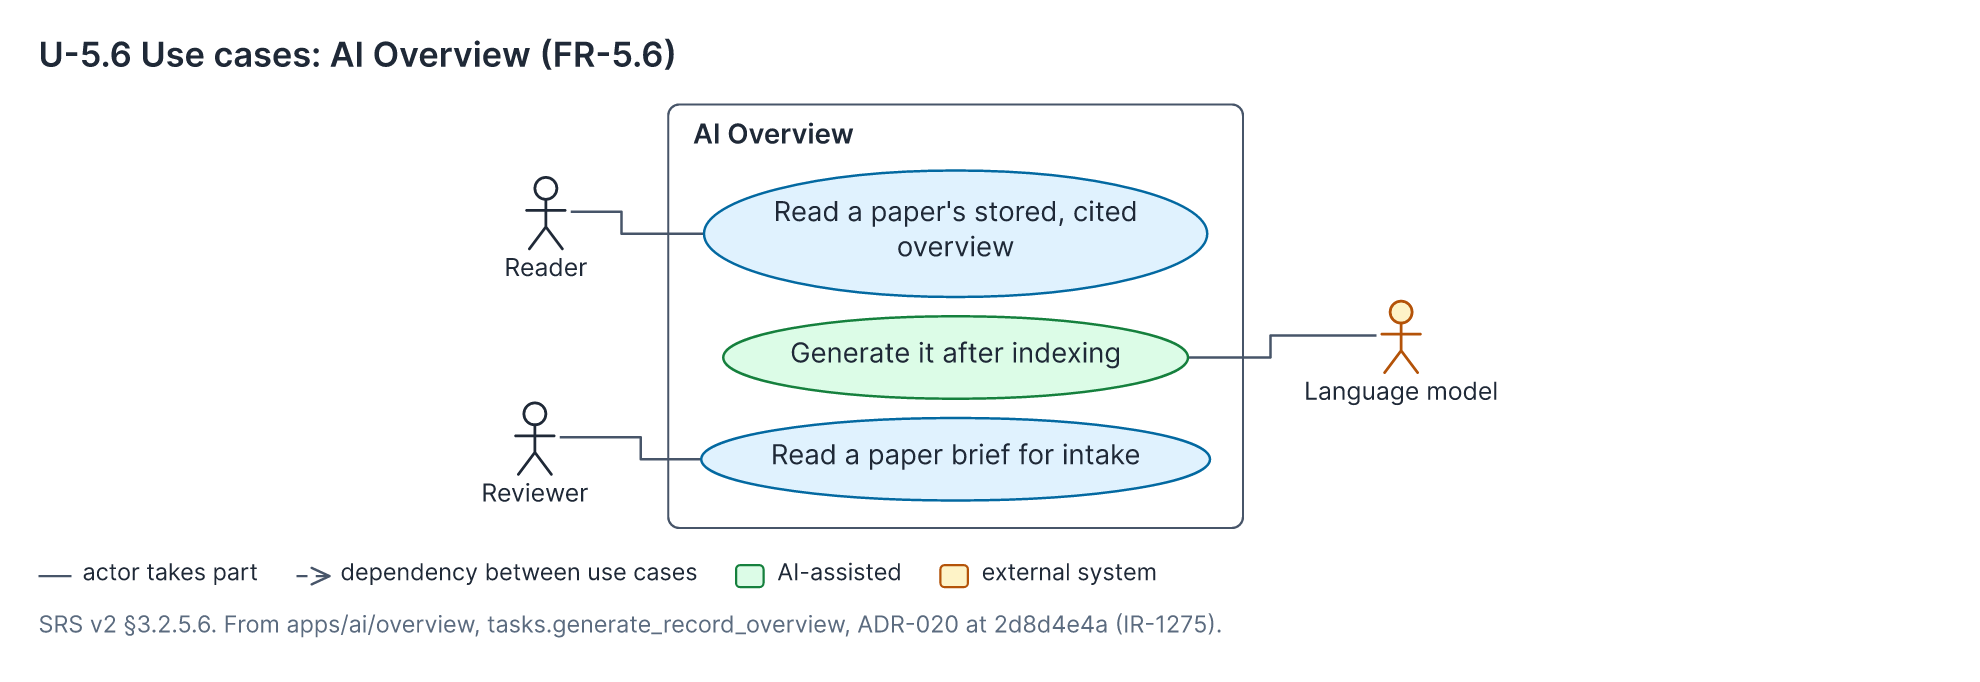 U-5.6 Use cases: AI Overview (FR-5.6)
AI Overview
Read a paper's stored, cited
overview
Reader
Generate it after indexing
Language model
Read a paper brief for intake
Reviewer
actor takes part
dependency between use cases
AI-assisted
external system
SRS v2 §3.2.5.6. From apps/ai/overview, tasks.generate_record_overview, ADR-020 at 2d8d4e4a (IR-1275).